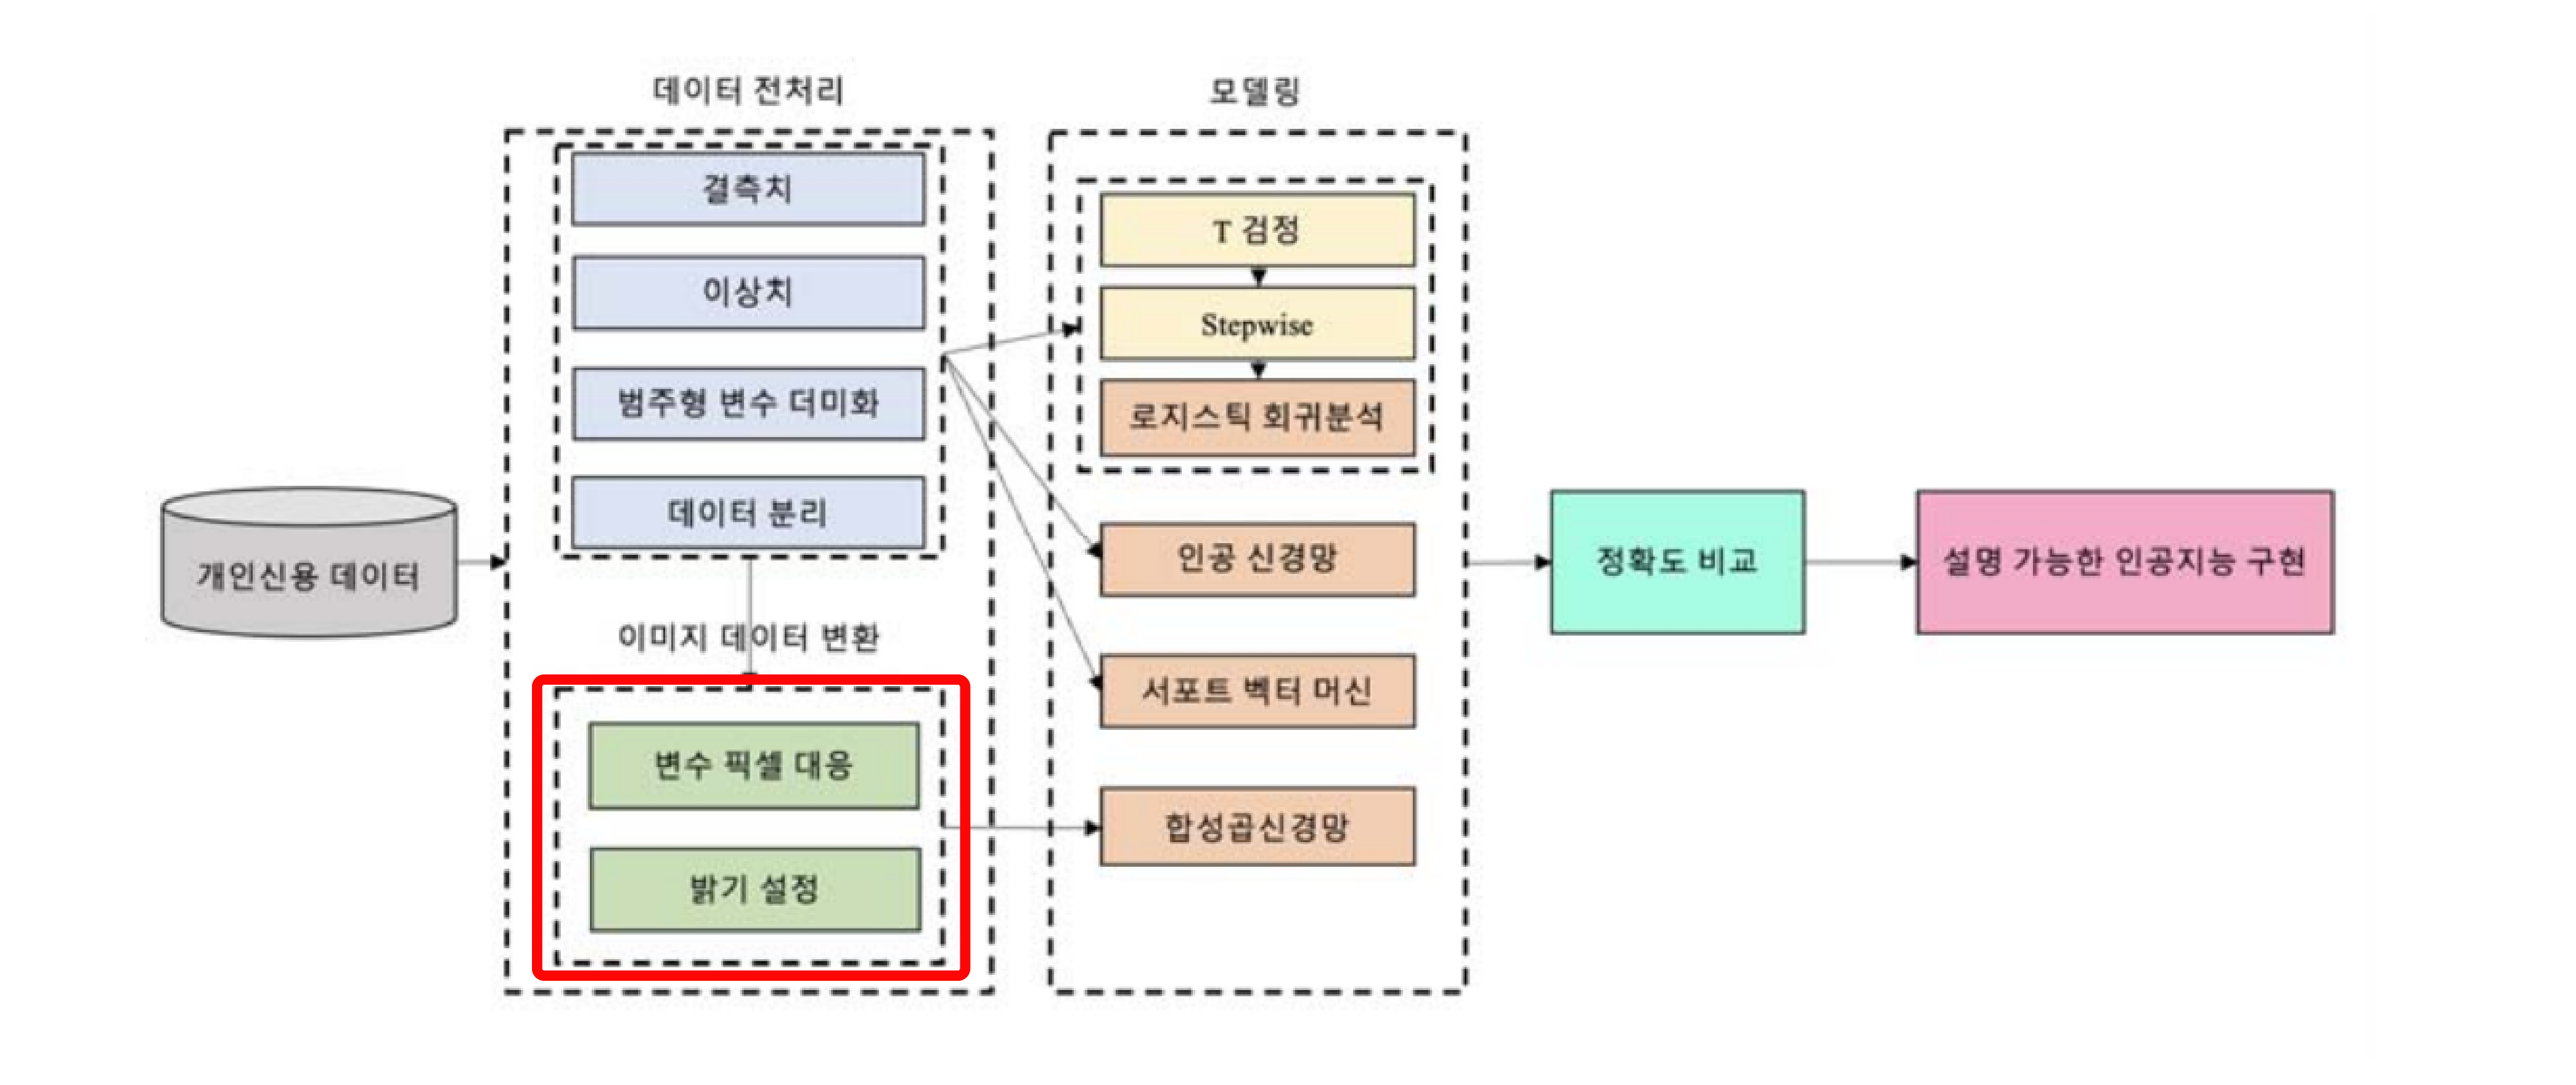 데이터 전처리
결측치
이상치
범주형 변수 더미화
데이터 분리
개인신용 데이터
이미지 데이터 변환
변수 픽셀 대응
밝기 설정
모델링
T 검정
Stepwise
로지스틱 회귀분석
인공 신경망
서포트 벡터 머신
합성곱신경망
정확도 비교
설명 가능한 인공지능 구현